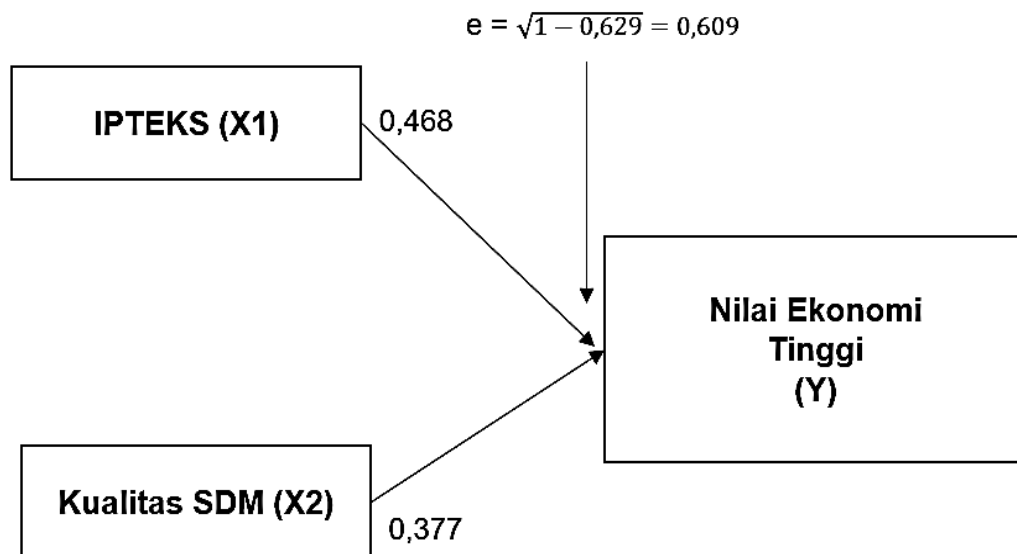 e = √1 − 0,629 = 0,609
IPTEKS (X1)
0,468
Nilai Ekonomi
Tinggi
(Y)
Kualitas SDM (X2)
0,377